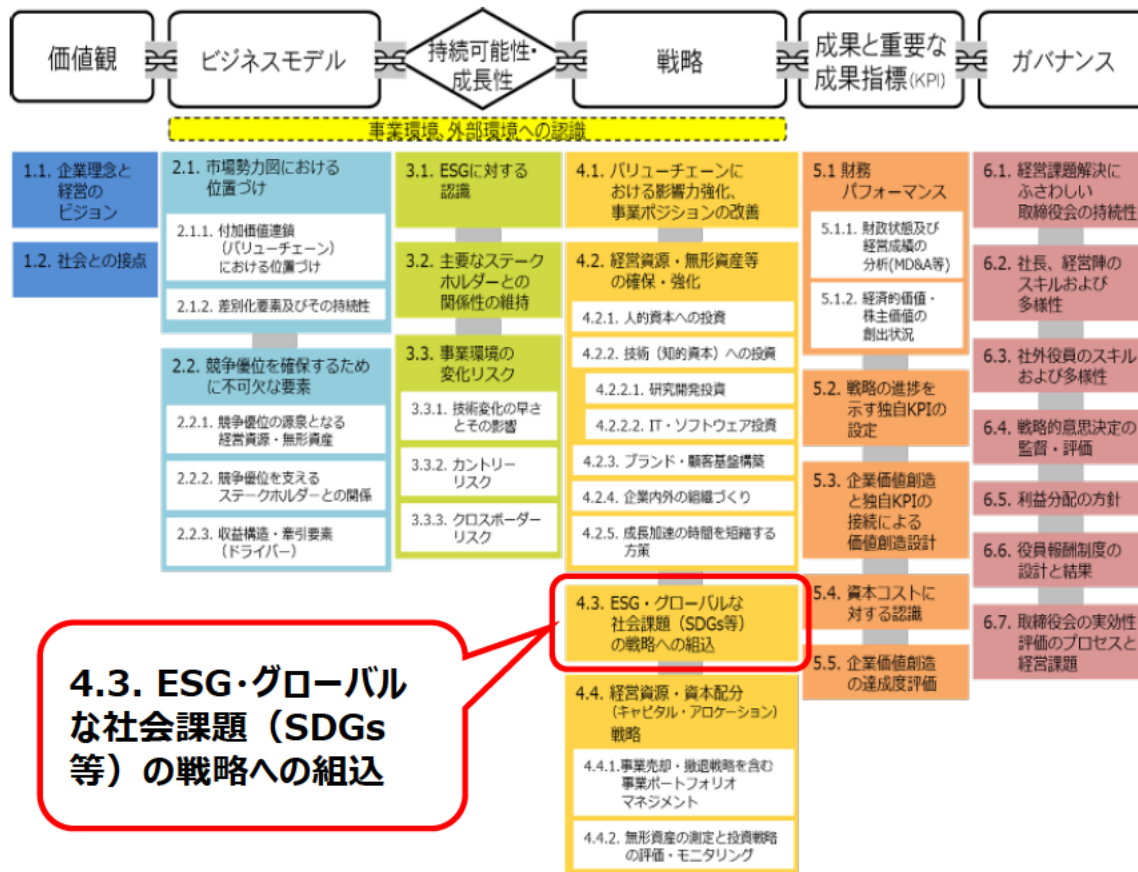 価値観
ビジネスモデル
持続可能性・
成長性
戦略
成果と重要な
成果指標(KPI)
ガバナンス
事業環境、外部環境への認識
1.1. 企業理念と
経営の
ビジョン
1.2. 社会との接点
2.1. 市場勢力図における
位置づけ
2.1.1. 付加価値連鎖
(バリューチェーン)
における位置づけ
2.1.2. 差別化要素及びその持続性
2.2. 競争優位を確保するため
に不可欠な要素
2.2.1. 競争優位の源泉となる
経営資源・無形資産
2.2.2. 競争優位を支える
ステークホルダーとの関係
2.2.3. 収益構造・牽引要素
(ドライバー)
3.1. ESGに対する
認識
3.2. 主要なステーク
ホルダーとの
関係性の維持
3.3. 事業環境の
変化リスク
3.3.1. 技術変化の早さ
とその影響
3.3.2. カントリー
リスク
3.3.3. クロスボーダー
リスク
4.1. バリューチェーンに
おける影響力強化、
事業ポジションの改善
4.2. 経営資源・無形資産等
の確保・強化
4.2.1. 人的資本への投資
4.2.2. 技術（知的資本）への投資
4.2.2.1. 研究開発投資
4.2.2.2. IT・ソフトウェア投資
4.2.3. ブランド・顧客基盤構築
4.2.4. 企業内外の組織づくり
4.2.5. 成長加速の時間を短縮する
方策
4.3. ESG・グローバルな
社会課題（SDGs等）
の戦略への組込
4.4. 経営資源・資本配分
(キャピタル・アロケーション)
戦略
4.4.1.事業売却・撤退戦略を含む
事業ポートフォリオ
マネジメント
4.4.2. 無形資産の測定と投資戦略
の評価・モニタリング
5.1 財務
パフォーマンス
5.1.1. 財政状態及び
経営成績の
分析(MD&A等)
5.1.2. 経済的価値・
株主価値の
創出状況
5.2. 戦略の進捗を
示す独自KPIの
設定
5.3. 企業価値創造
と独自KPIの
接続による
価値創造設計
5.4. 資本コストに
対する認識
5.5. 企業価値創造
の達成度評価
6.1. 経営課題解決に
ふさわしい
取締役会の持続性
6.2. 社長、経営陣の
スキルおよび
多様性
6.3. 社外役員のスキル
および多様性
6.4. 戦略的意思決定の
監督・評価
6.5. 利益分配の方針
6.6. 役員報酬制度の
設計と結果
6.7. 取締役会の実効性
評価のプロセスと
経営課題
4.3. ESG・グローバル
な社会課題（SDGs
等）の戦略への組込